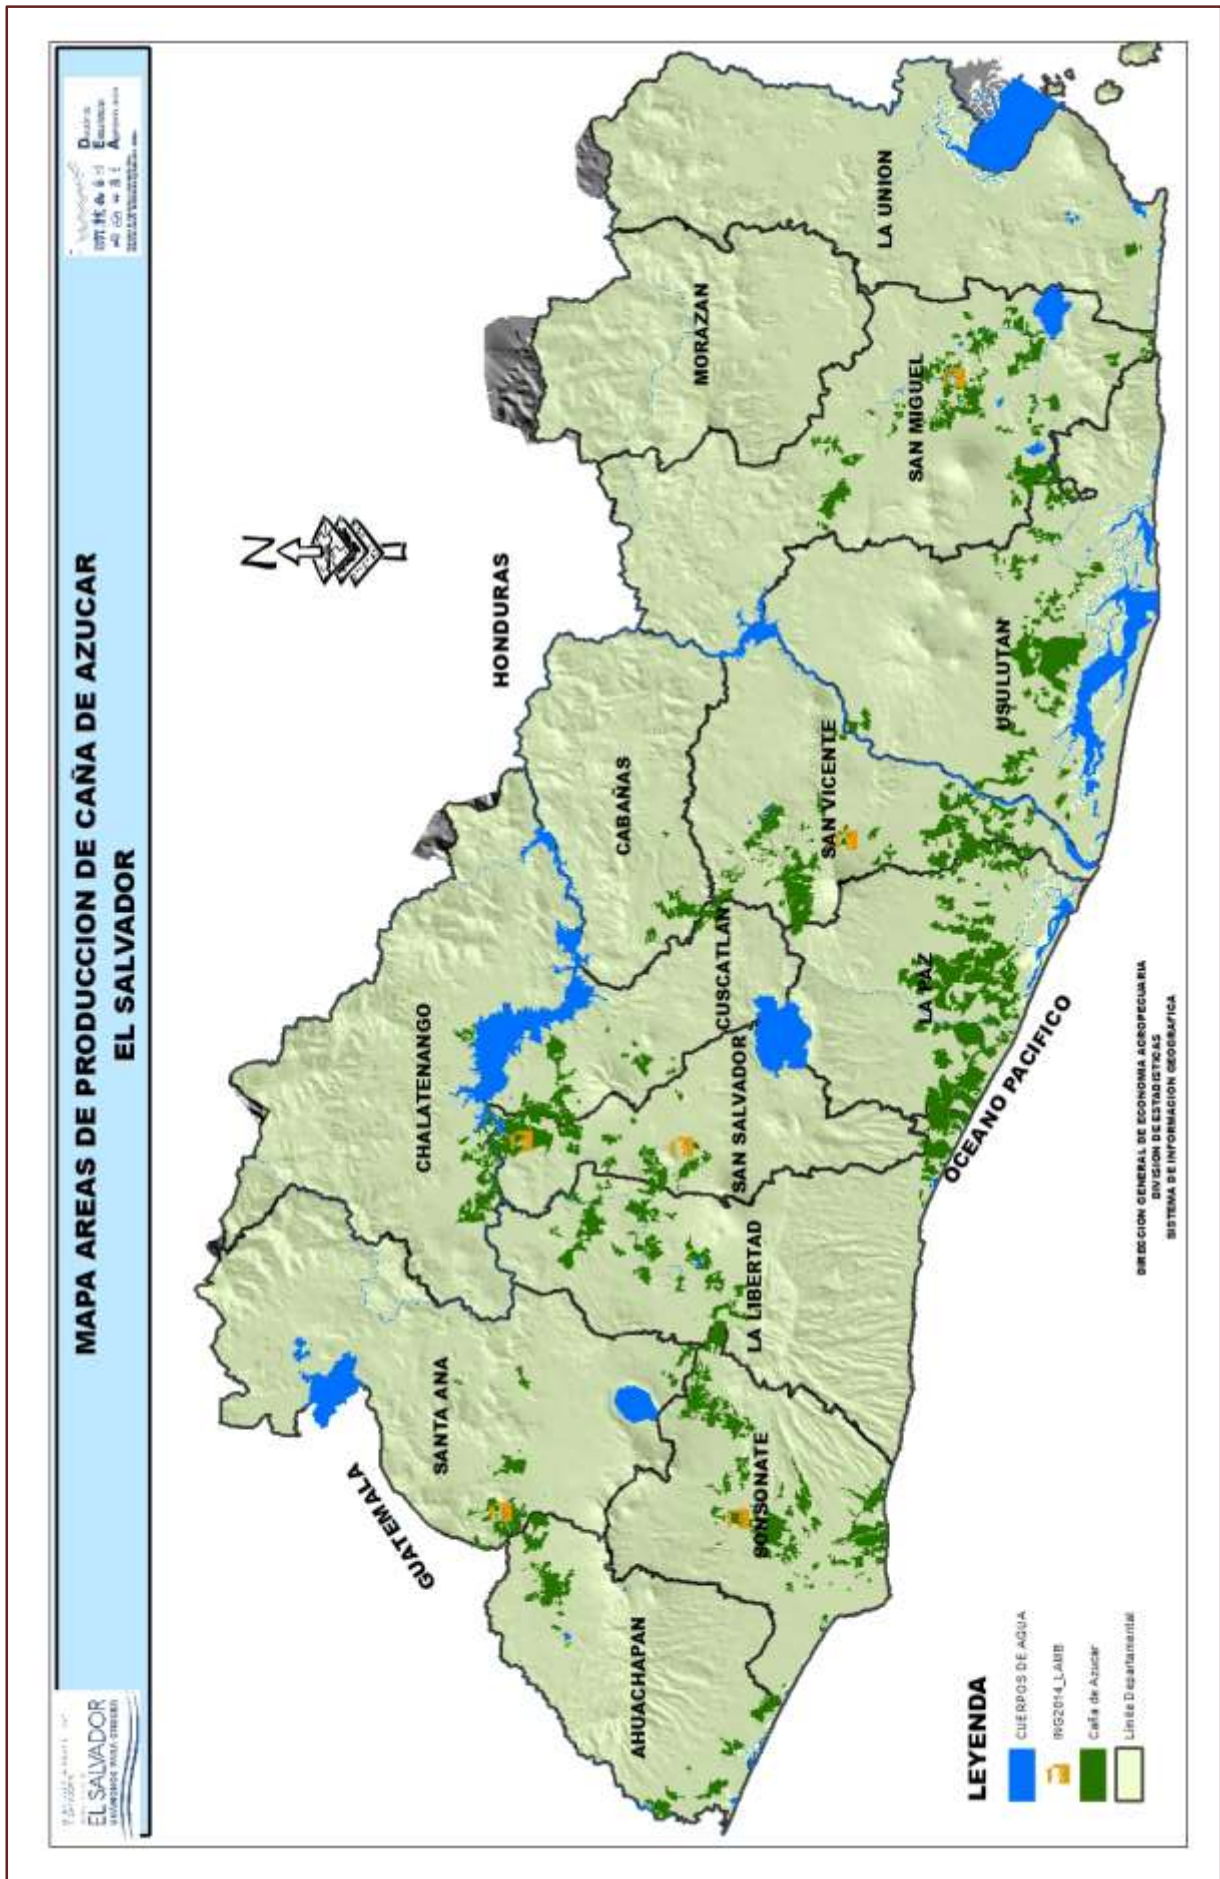 MAPA AREAS DE PRODUCCION DE CAÑA DE AZUCAR
EL SALVADOR
EL SALVADOR
N
HONDURAS
GUATEMALA
OCEANO PACIFICO
SANTA ANA
CHALATENANGO
AHUACHAPAN
SONSONATE
LA LIBERTAD
SAN SALVADOR
CUSCATLAN
CABAÑAS
LA PAZ
SAN VICENTE
USULUTAN
SAN MIGUEL
MORAZAN
LA UNION
LEYENDA
CUERPOS DE AGUA
ING2014_LAMB
Caña de Azucar
Limite Departamental
DIRECCION GENERAL DE ECONOMIA AGROPECUARIA
DIVISION DE ESTADISTICAS
SISTEMA DE INFORMACION GEOGRAFICA